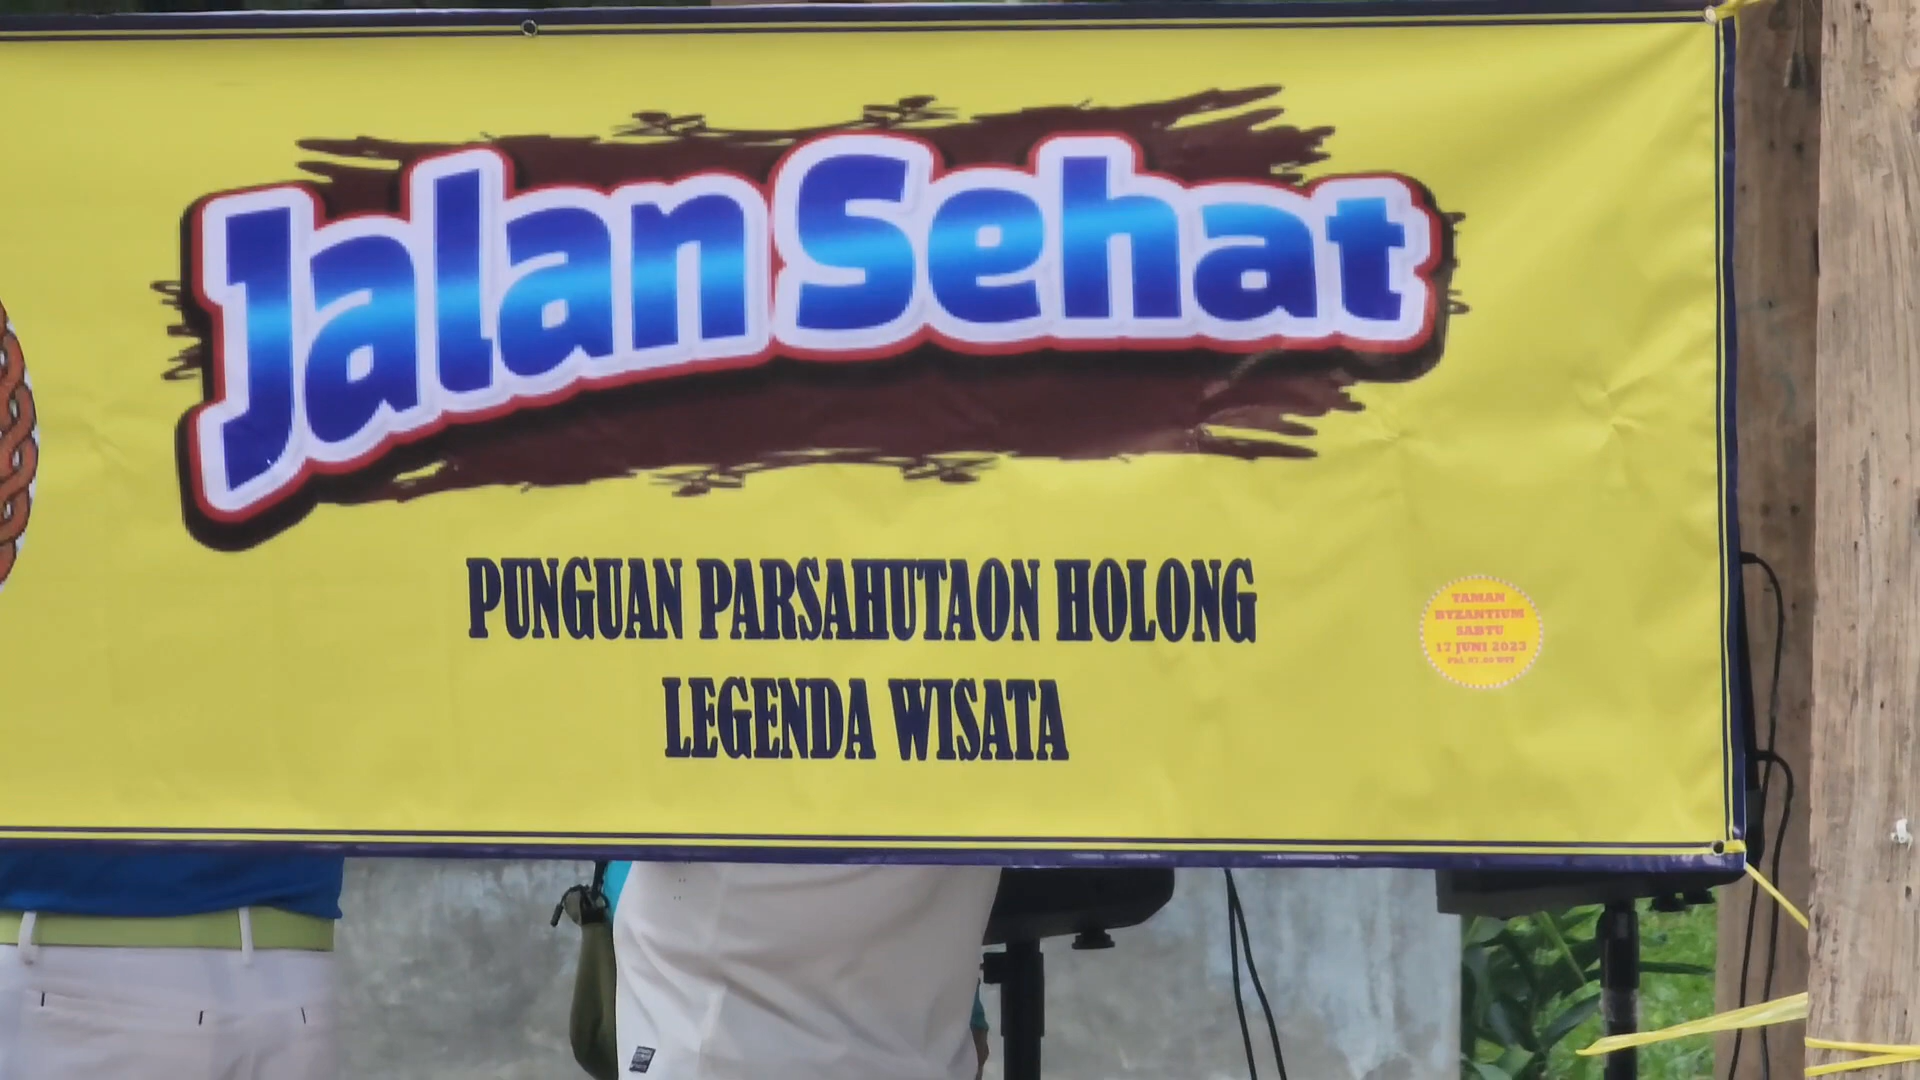 Jalan Sehat
PUNGUAN PARSAHUTAON HOLONG
LEGENDA WISATA
TAMAN
BYZANTIUM
SABTU
17 JUNI 2023